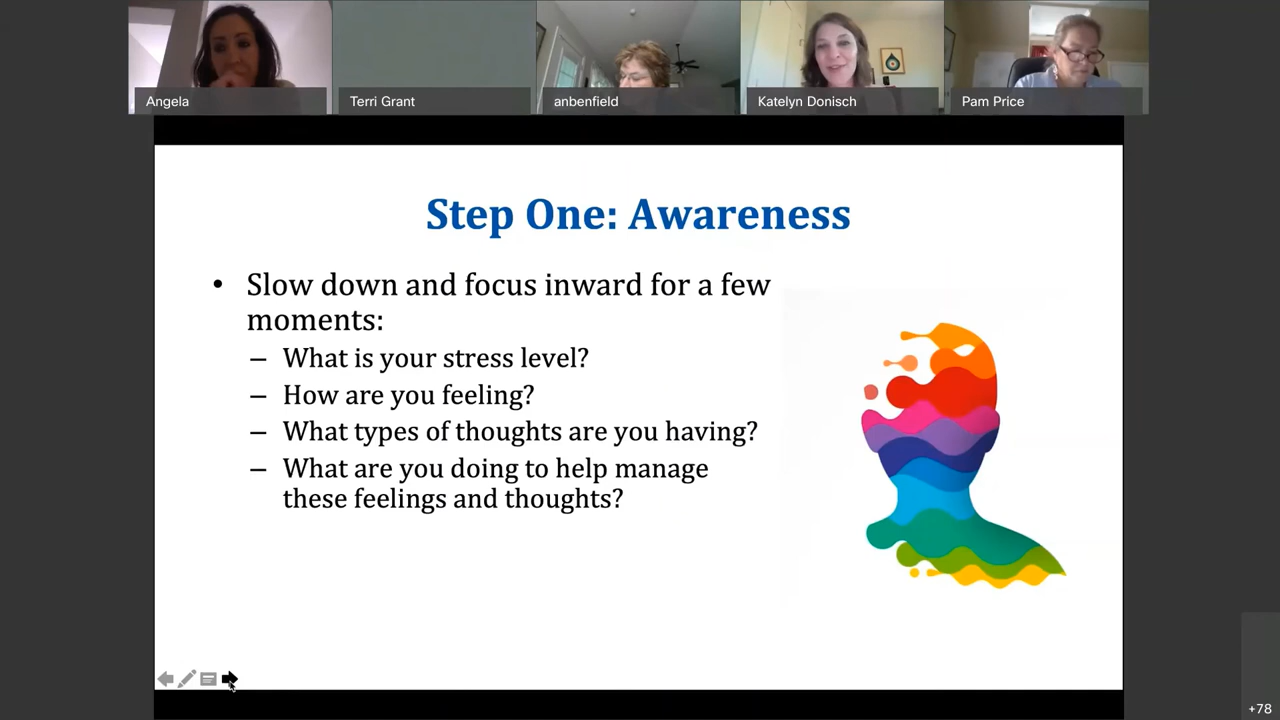 Angela
Terri Grant
anbenfield
Katelyn Donisch
Pam Price
Step One: Awareness
• Slow down and focus inward for a few
moments:
– What is your stress level?
– How are you feeling?
– What types of thoughts are you having?
– What are you doing to help manage
these feelings and thoughts?
+78